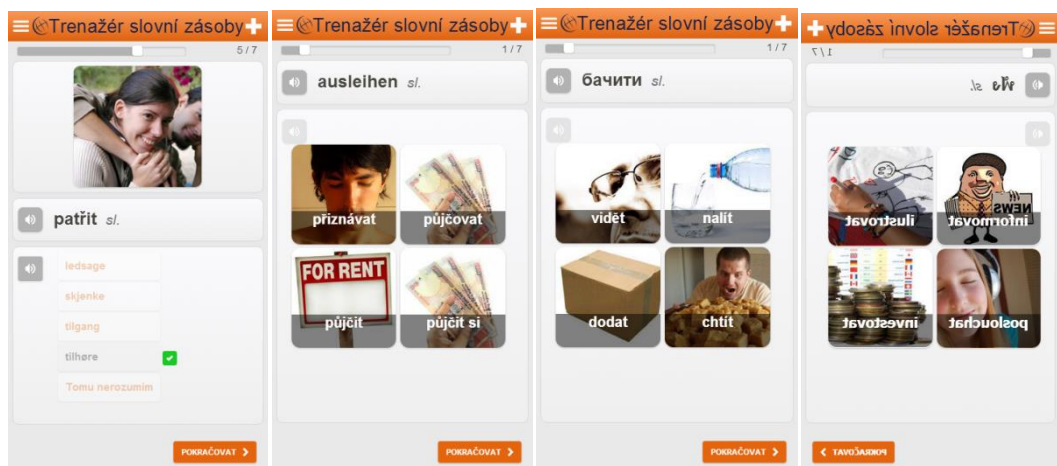 Trenažér slovní zásoby
5 / 7
patřit sl.
ledsage
skjenke
tilgang
tilhøre
Tomu nerozumím
POKRAČOVAT
Trenažér slovní zásoby
1 / 7
ausleihen sl.
přiznávat
půjčovat
FOR RENT
půjčit
půjčit si
POKRAČOVAT
Trenažér slovní zásoby
1 / 7
бачити sl.
vidět
nalít
dodat
chtít
POKRAČOVAT
Trenažér slovní zásoby
1 / 7
ฟัง sl.
NEWS
informovat
ilustrovat
poslouchat
investovat
POKRAČOVAT